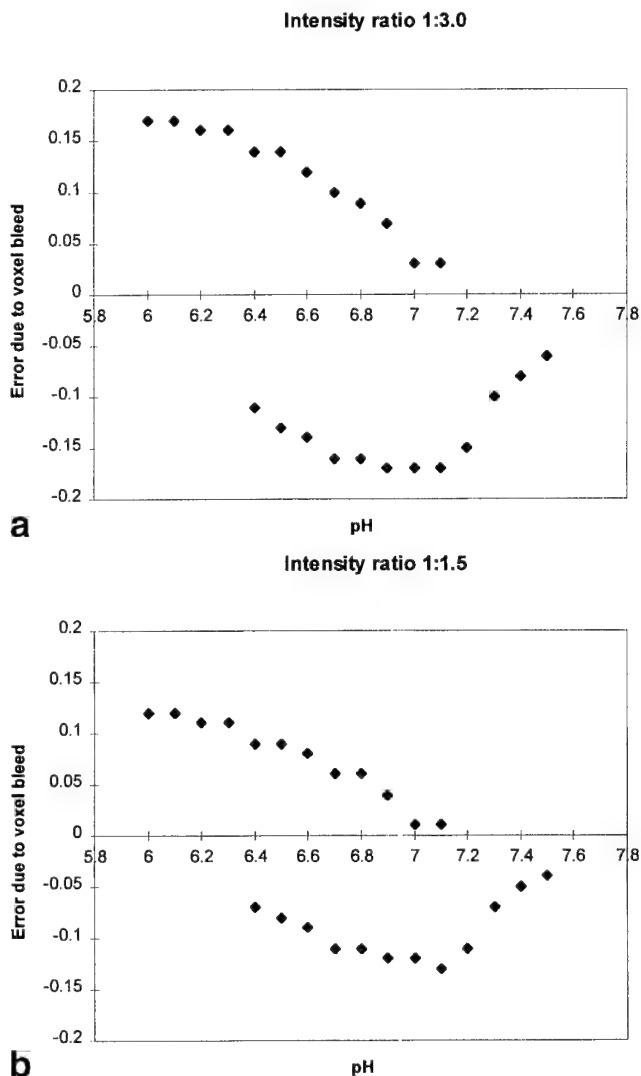 Intensity ratio 1:3.0
0.2
0.15
0.1
0.05
0
5.8 6 6.2 6.4 6.6 6.8 7 7.2 7.4 7.6 7.8
-0.05
-0.1
-0.15
-0.2
Error due to voxel bleed
a
pH
Intensity ratio 1:1.5
0.2
0.15
0.1
0.05
0
5.8 6 6.2 6.4 6.6 6.8 7 7.2 7.4 7.6 7.8
-0.05
-0.1
-0.15
-0.2
Error due to voxel bleed
b
pH